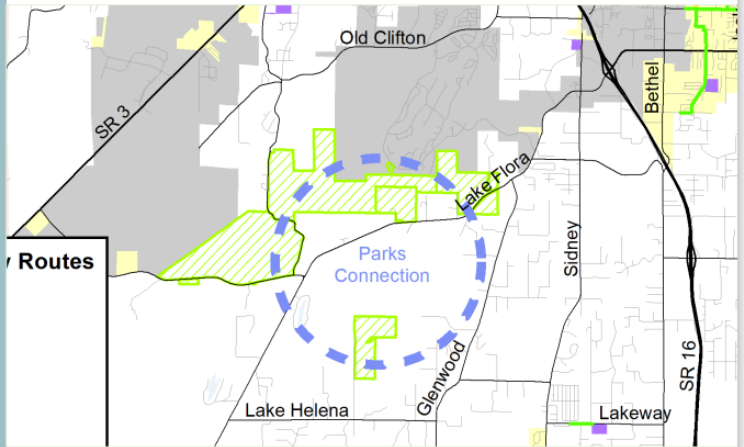 Old Clifton
SR 3
Bethel
Lake Flora
Parks
Connection
Sidney
y Routes
SR 16
Glenwood
Lake Helena
Lakeway